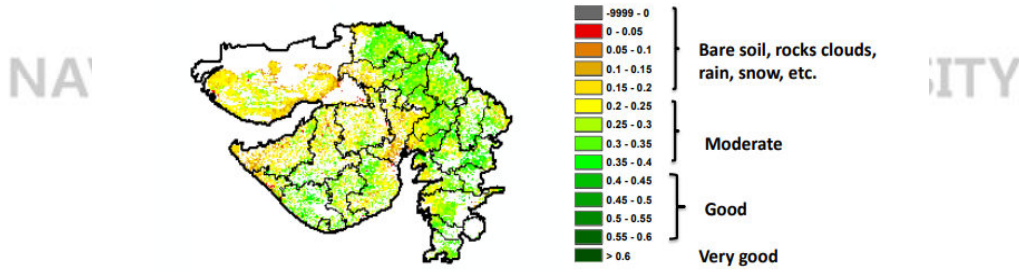 NA
SITY
-9999 - 0
0 - 0.05
0.05 - 0.1
0.1 - 0.15
0.15 - 0.2
0.2 - 0.25
0.25 - 0.3
0.3 - 0.35
0.35 - 0.4
0.4 - 0.45
0.45 - 0.5
0.5 - 0.55
0.55 - 0.6
> 0.6
Bare soil, rocks clouds,
rain, snow, etc.
Moderate
Good
Very good